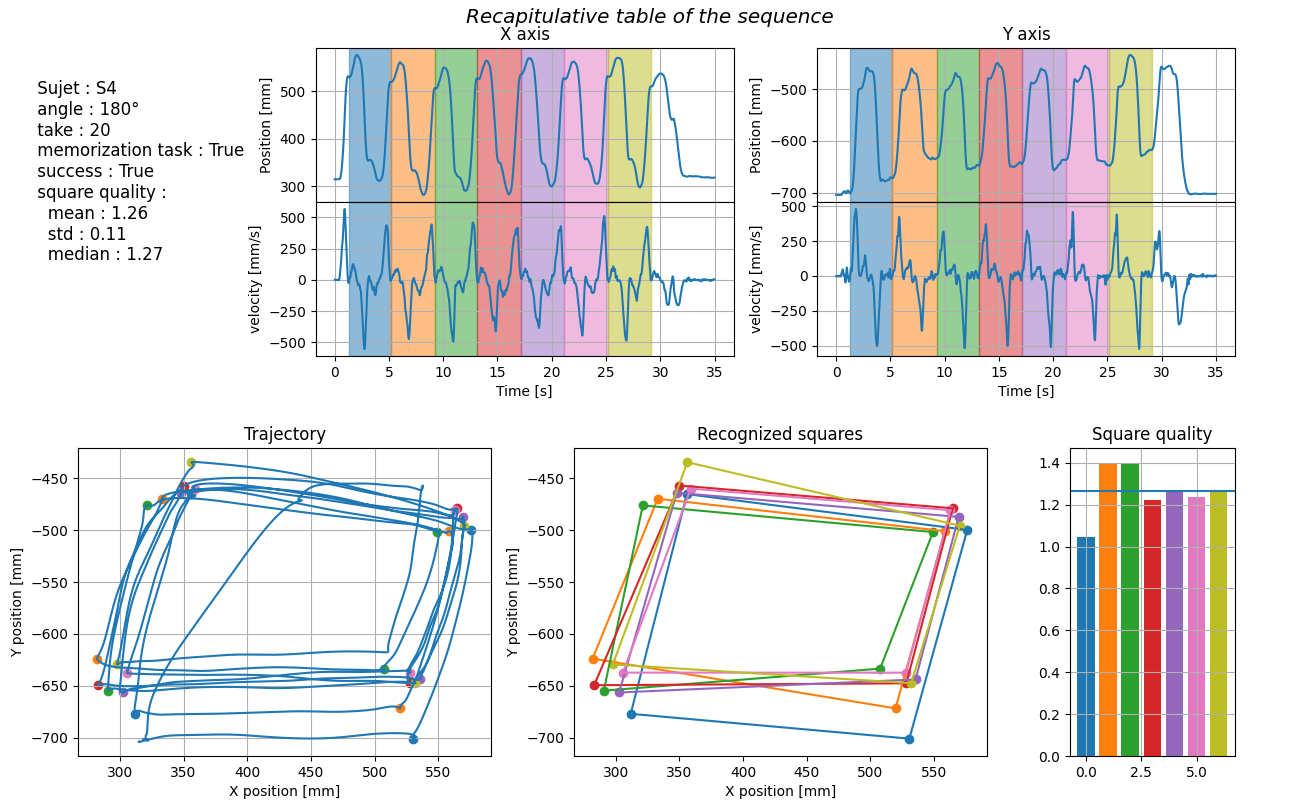 Recapitulative table of the sequence
Sujet : S4
angle : 180°
take : 20
memorization task : True
success : True
square quality :
mean : 1.26
std : 0.11
median : 1.27
X axis
Position [mm]
500
400
300
velocity [mm/s]
500
250
0
−250
−500
0 5 10 15 20 25 30 35
Time [s]
Y axis
Position [mm]
−500
−600
−700
velocity [mm/s]
500
250
0
−250
−500
0 5 10 15 20 25 30 35
Time [s]
Trajectory
Y position [mm]
−450
−500
−550
−600
−650
−700
300 350 400 450 500 550
X position [mm]
Recognized squares
Y position [mm]
−450
−500
−550
−600
−650
−700
300 350 400 450 500 550
X position [mm]
Square quality
1.4
1.2
1.0
0.8
0.6
0.4
0.2
0.0
0.0 2.5 5.0